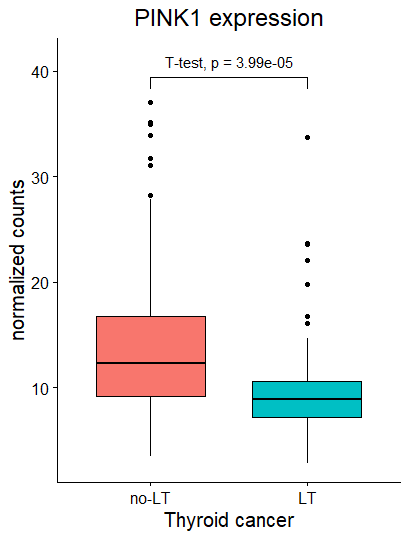 PINK1 expression
T-test, p = 3.99e-05
40
30
20
10
normalized counts
no-LT
LT
Thyroid cancer